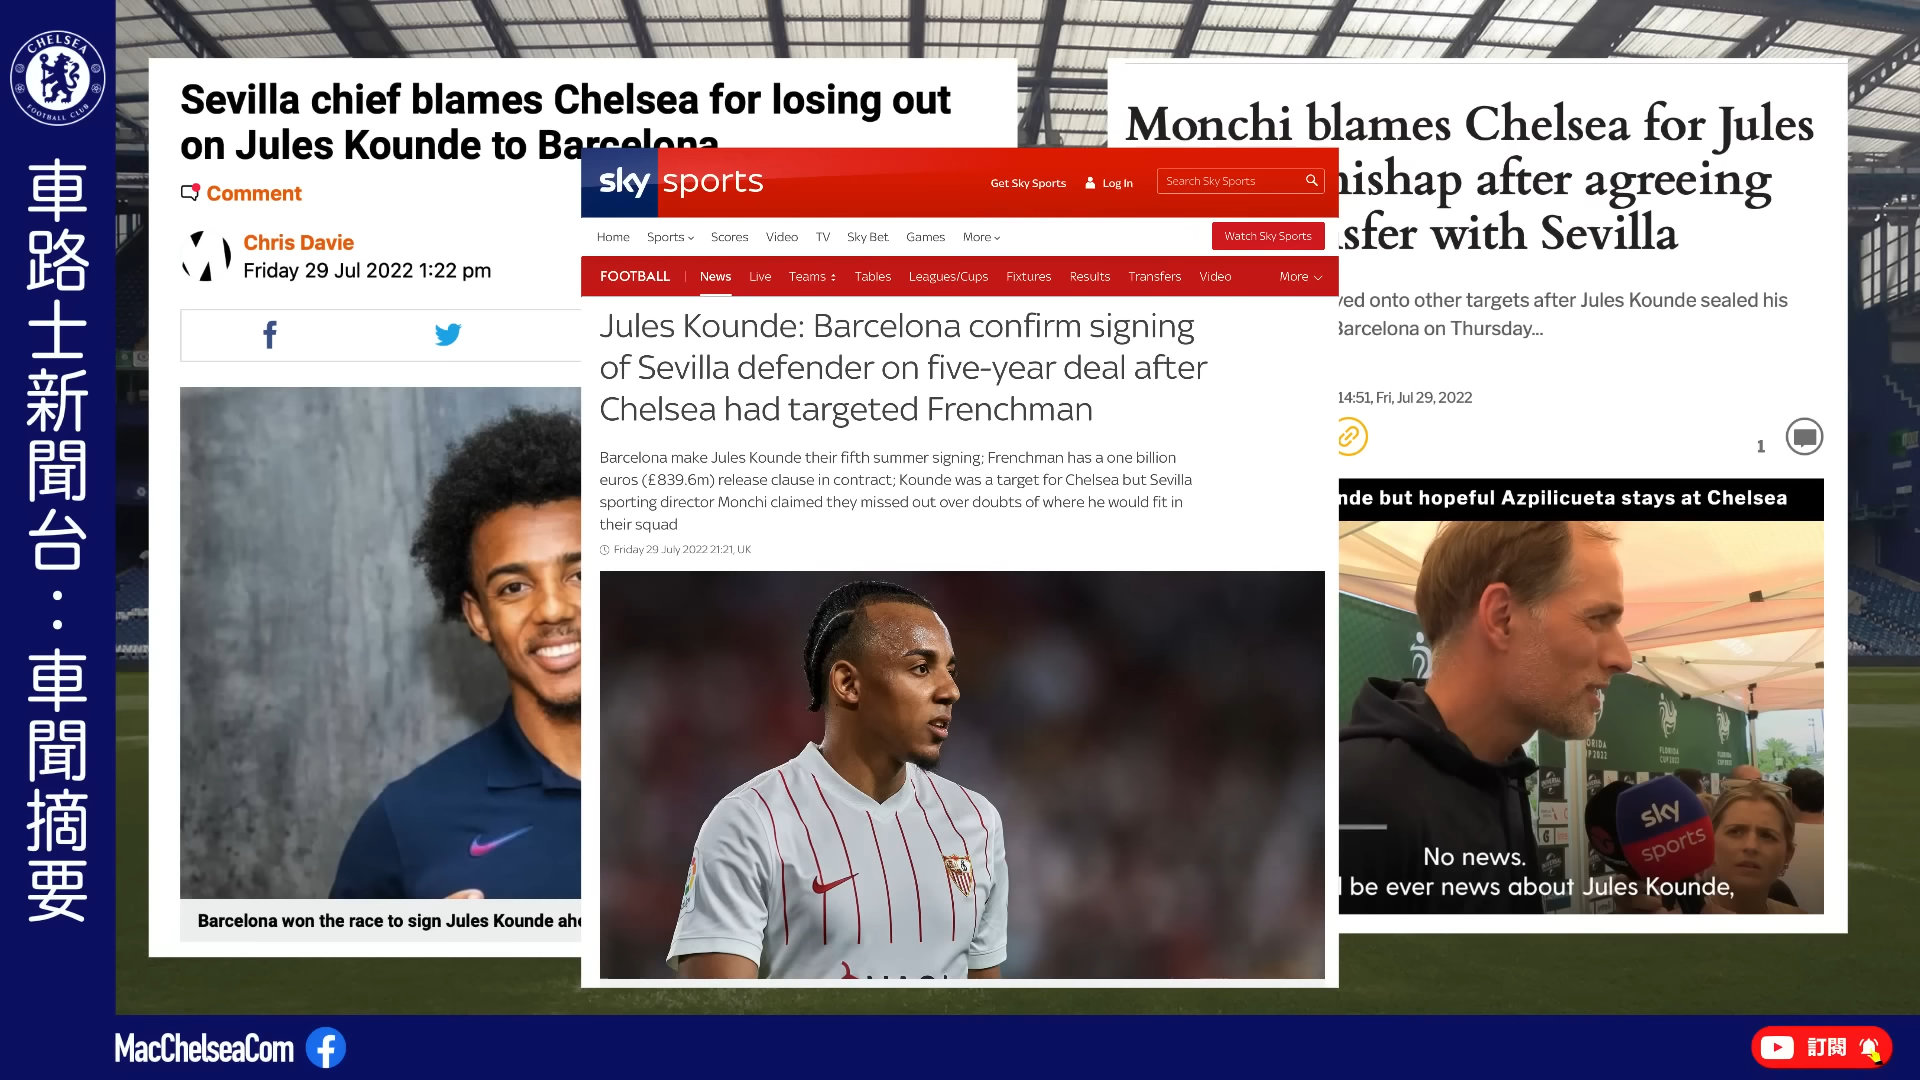 CHELSEA
FOOTBALL CLUB
車路士新聞台：車聞摘要
Sevilla chief blames Chelsea for losing out
on Jules Kounde to Barcelona
Comment
Chris Davie
Friday 29 Jul 2022 1:22 pm
Barcelona won the race to sign Jules Kounde
sky sports
Get Sky Sports
Log In
Search Sky Sports
Home Sports Scores Video TV Sky Bet Games More
Watch Sky Sports
FOOTBALL | News Live Teams Tables Leagues/Cups Fixtures Results Transfers Video More
Jules Kounde: Barcelona confirm signing
of Sevilla defender on five-year deal after
Chelsea had targeted Frenchman
Barcelona make Jules Kounde their fifth summer signing; Frenchman has a one billion
euros (£839.6m) release clause in contract; Kounde was a target for Chelsea but Sevilla
sporting director Monchi claimed they missed out over doubts of where he would fit in
their squad
Friday 29 July 2022 21:21, UK
Monchi blames Chelsea for Jules
mishap after agreeing
sfer with Sevilla
ved onto other targets after Jules Kounde sealed his
Barcelona on Thursday...
14:51, Fri, Jul 29, 2022
1
nde but hopeful Azpilicueta stays at Chelsea
FLORIDA
CUP 2022
sky
sports
No news.
l be ever news about Jules Kounde,
MacChelseaCom
訂閱